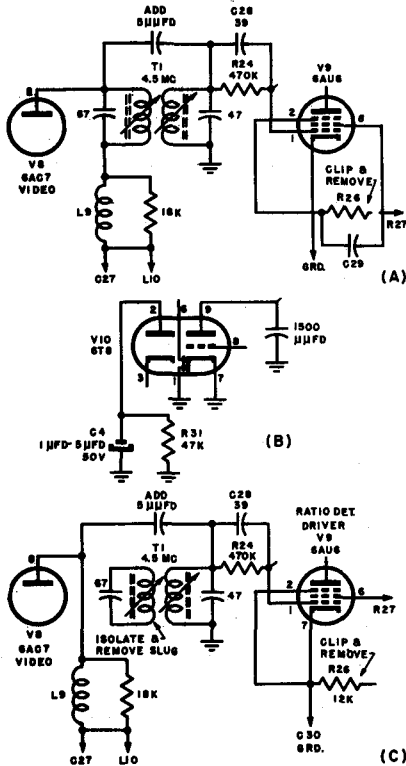 ADD
5µµFD
C28
39
T1
4.5 MC
R24
470K
V9
6AU6
8
67
47
2
1
6
V8
6AC7
VIDEO
L9
18K
CLIP &
REMOVE
R26
R27
C27
L10
GRD.
C29
(A)
2
6
9
V10
6T8
8
1500
µµFD
3
1
7
C4
1µFD-5µFD
50V
R31
47K
(B)
ADD
5µµFD
C28
39
T1
4.5 MC
R24
470K
RATIO DET.
DRIVER
V9
6AU6
8
67
47
2
1
6
R27
7
V8
6AC7
VIDEO
ISOLATE &
REMOVE SLUG
CLIP &
REMOVE
R26
12K
L9
18K
C27
L10
C30
GRD.
(C)